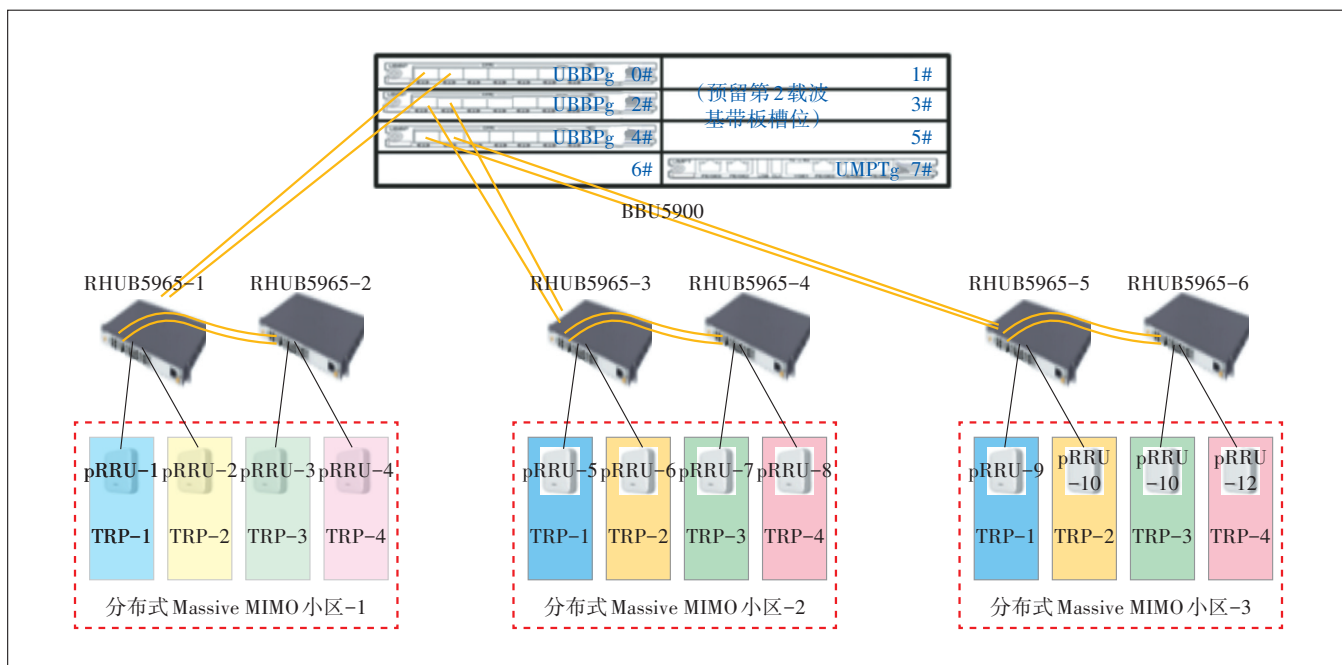 UBBPg 0#
1#
UBBPg 2#
（预留第2载波
基带板槽位）
3#
UBBPg 4#
5#
6#
UMPTg 7#
BBU5900
RHUB5965-1
RHUB5965-2
RHUB5965-3
RHUB5965-4
RHUB5965-5
RHUB5965-6
pRRU-1
pRRU-2
pRRU-3
pRRU-4
pRRU-5
pRRU-6
pRRU-7
pRRU-8
pRRU-9
pRRU
-10
pRRU
-10
pRRU
-12
TRP-1
TRP-2
TRP-3
TRP-4
TRP-1
TRP-2
TRP-3
TRP-4
TRP-1
TRP-2
TRP-3
TRP-4
分布式Massive MIMO小区-1
分布式Massive MIMO小区-2
分布式Massive MIMO小区-3